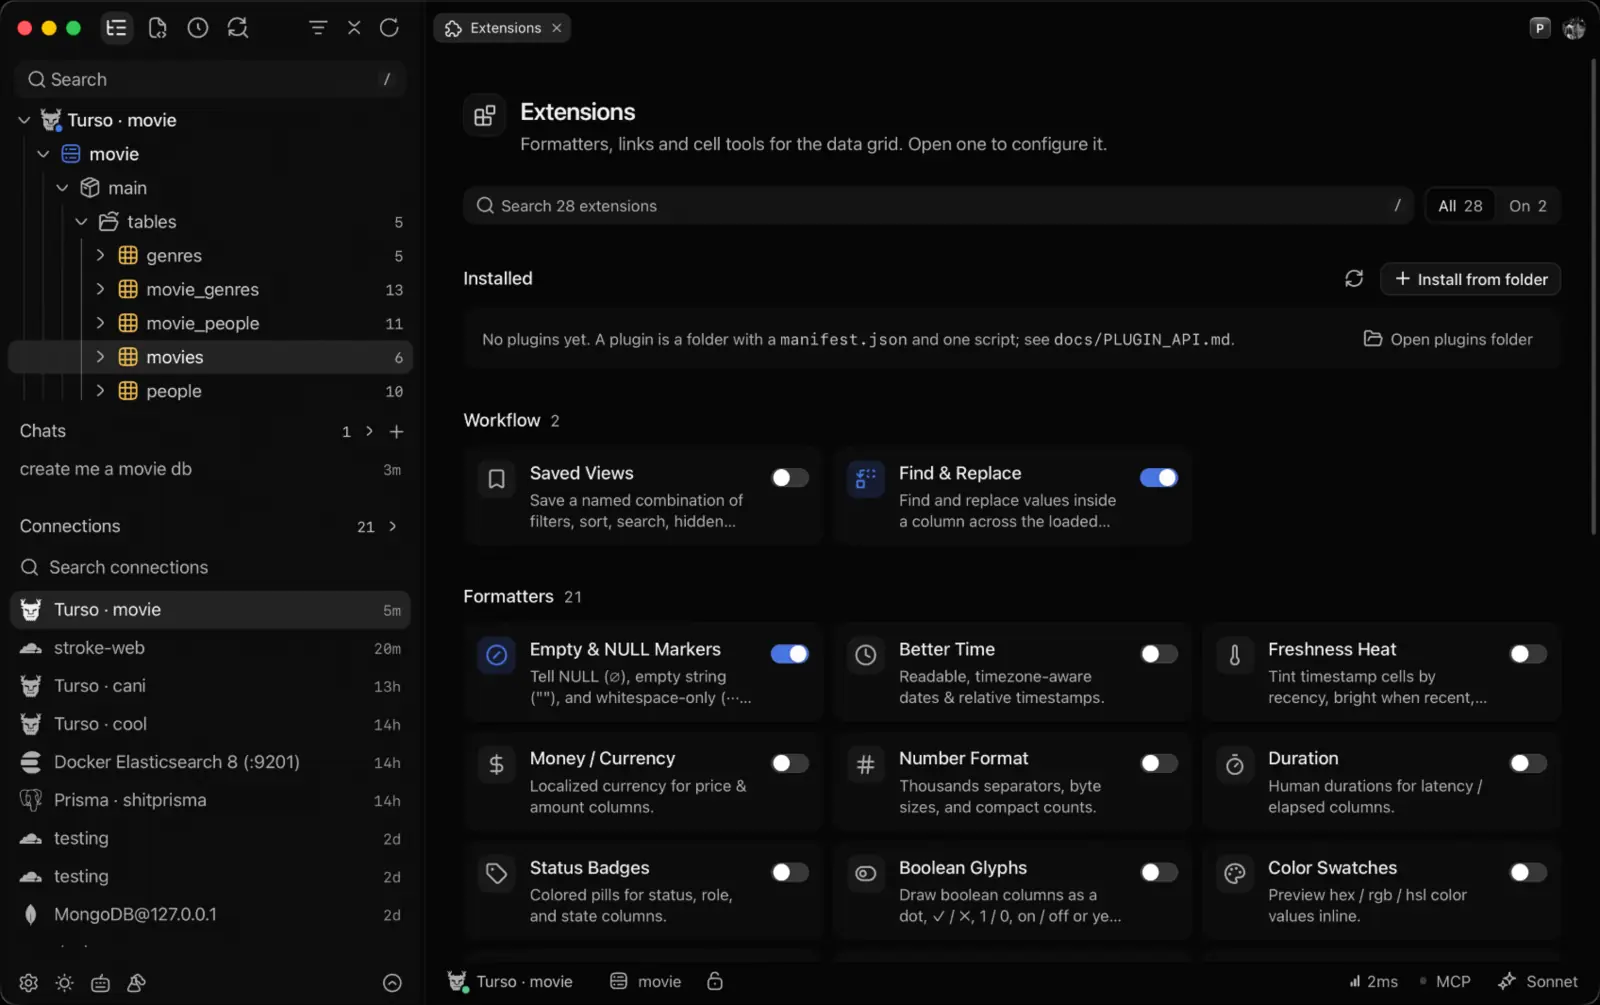 Search /
Turso · movie
movie
main
tables 5
genres 5
movie_genres 13
movie_people 11
movies 6
people 10
Chats 1
create me a movie db 3m
Connections 21
Search connections
Turso · movie 5m
stroke-web 20m
Turso · cani 13h
Turso · cool 14h
Docker Elasticsearch 8 (:9201) 14h
Prisma · shitprisma 14h
testing 2d
testing 2d
MongoDB@127.0.0.1 2d
Extensions
P
Extensions
Formatters, links and cell tools for the data grid. Open one to configure it.
Search 28 extensions /
All 28 On 2
Installed
Install from folder
No plugins yet. A plugin is a folder with a manifest.json and one script; see docs/PLUGIN_API.md.
Open plugins folder
Workflow 2
Saved Views
Save a named combination of
filters, sort, search, hidden...
Find & Replace
Find and replace values inside
a column across the loaded...
Formatters 21
Empty & NULL Markers
Tell NULL (∅), empty string
(""), and whitespace-only (⋯...
Better Time
Readable, timezone-aware
dates & relative timestamps.
Freshness Heat
Tint timestamp cells by
recency, bright when recent,...
Money / Currency
Localized currency for price &
amount columns.
Number Format
Thousands separators, byte
sizes, and compact counts.
Duration
Human durations for latency /
elapsed columns.
Status Badges
Colored pills for status, role,
and state columns.
Boolean Glyphs
Draw boolean columns as a
dot, ✓ / ✕, 1 / 0, on / off or ye...
Color Swatches
Preview hex / rgb / hsl color
values inline.
Turso · movie
movie
2ms
MCP
Sonnet